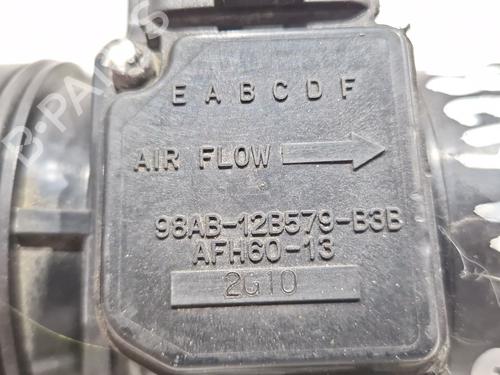 E A B C D F
AIR FLOW
98AB-12B579-B3B
AFH60-13
2G10